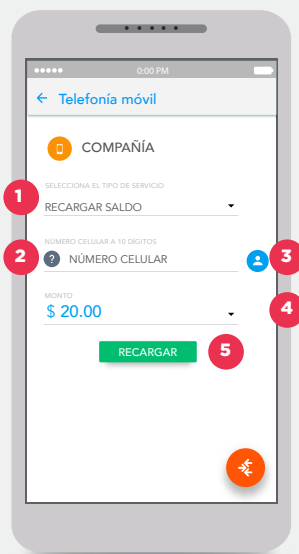 0:00 PM
Telefonía móvil
COMPAÑÍA
SELECCIONA EL TIPO DE SERVICIO
1
RECARGAR SALDO
NÚMERO CELULAR A 10 DÍGITOS
2
? NÚMERO CELULAR
3
MONTO
$ 20.00
4
RECARGAR
5